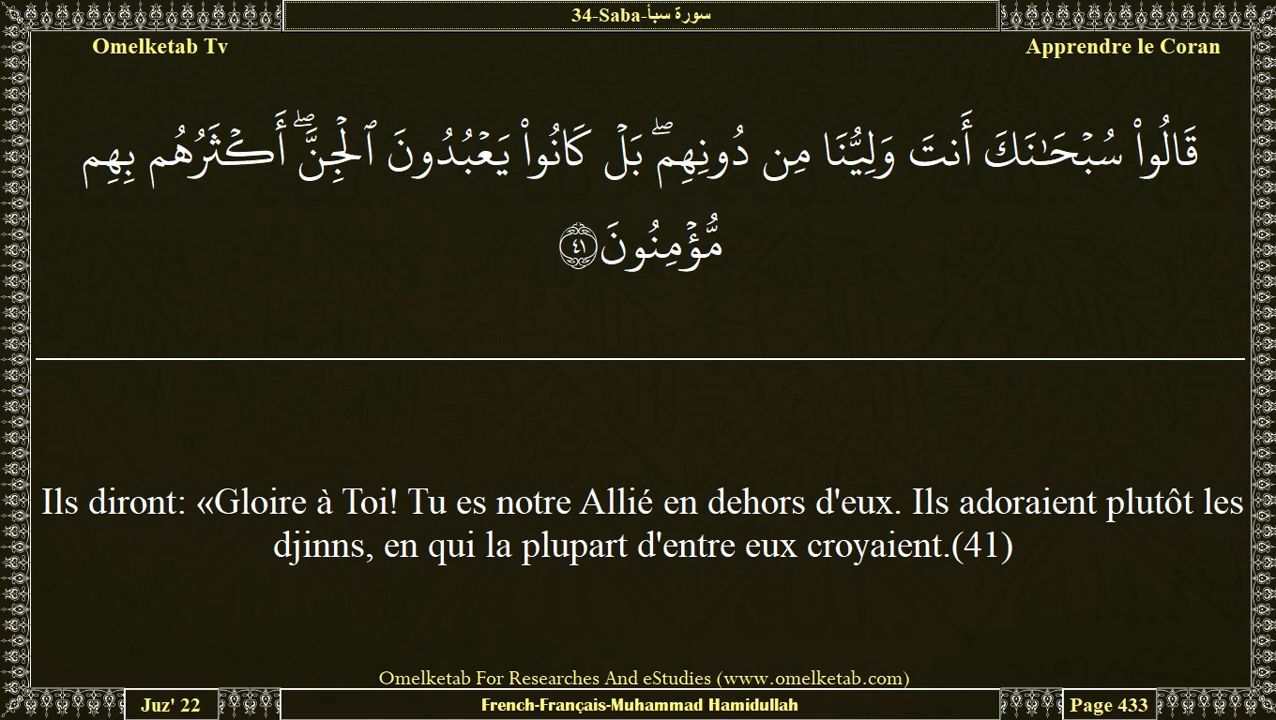 34-Saba-سورة سبأ
Omelketab Tv
Apprendre le Coran
قَالُوا۟ سُبْحَـٰنَكَ أَنتَ وَلِيُّنَا مِن دُونِهِم ۖ بَلْ كَانُوا۟ يَعْبُدُونَ ٱلْجِنَّ ۖ أَكْثَرُهُم بِهِم
مُّؤْمِنُونَ ٤١
Ils diront: «Gloire à Toi! Tu es notre Allié en dehors d'eux. Ils adoraient plutôt les
djinns, en qui la plupart d'entre eux croyaient.(41)
Omelketab For Researches And eStudies (www.omelketab.com)
Juz' 22
French-Français-Muhammad Hamidullah
Page 433